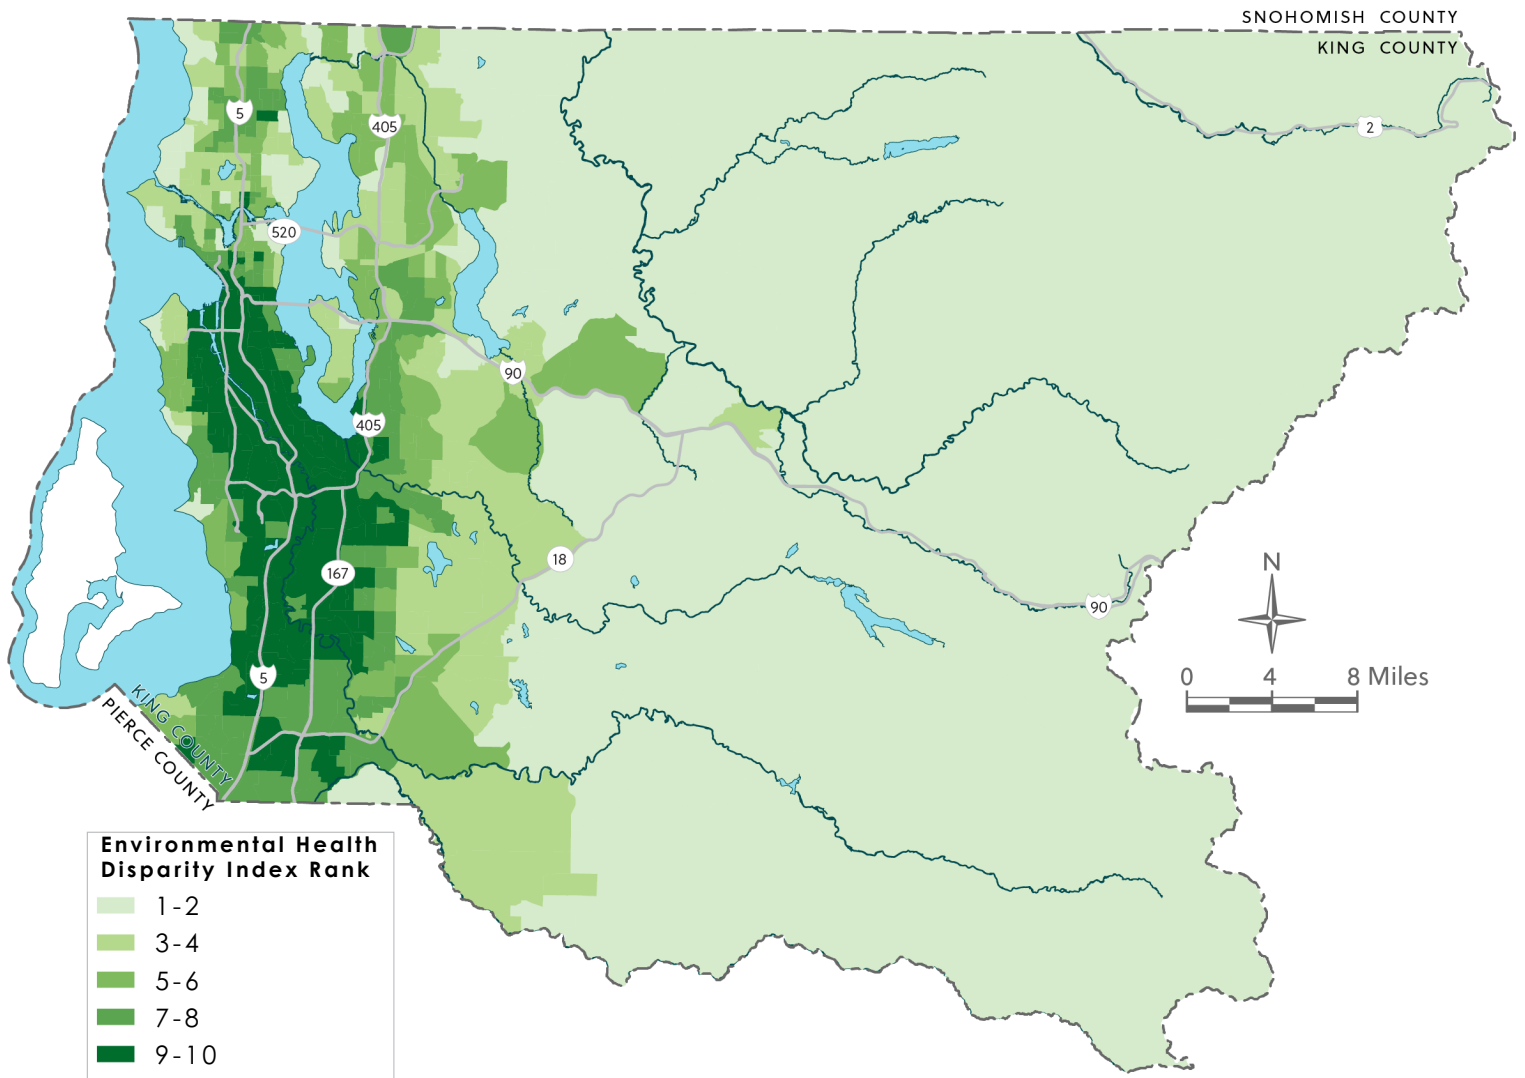 SNOHOMISH COUNTY
KING COUNTY
5
405
2
520
90
405
18
167
90
5
N
0 4 8 Miles
KING COUNTY
PIERCE COUNTY
Environmental Health
Disparity Index Rank
1-2
3-4
5-6
7-8
9-10